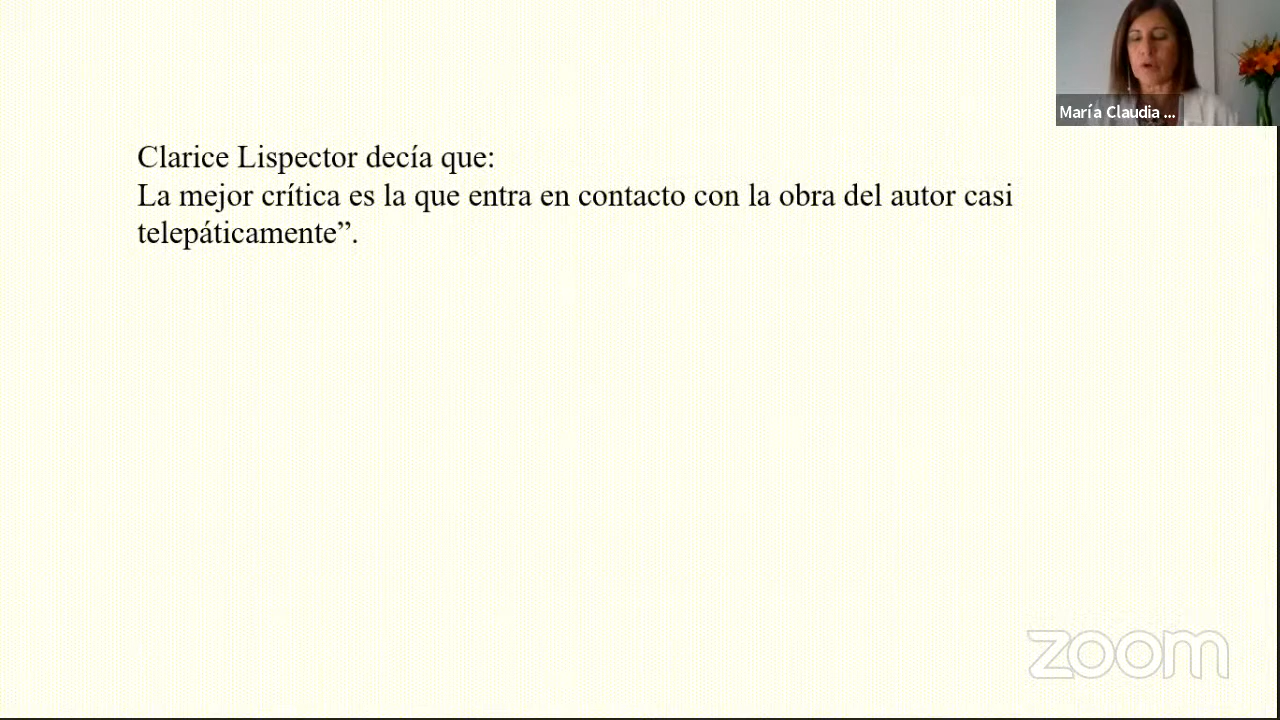 María Claudia ...
Clarice Lispector decía que:
La mejor crítica es la que entra en contacto con la obra del autor casi
telepáticamente”.
zoom